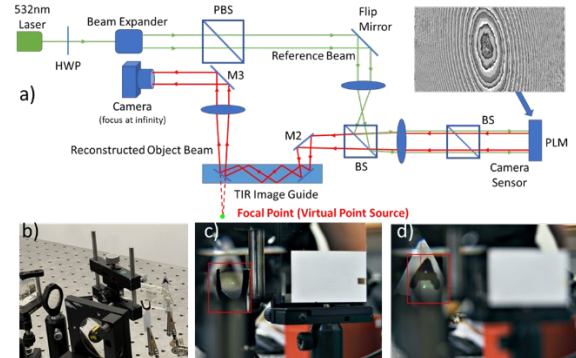 532nm
Laser
HWP
Beam Expander
PBS
Flip
Mirror
Reference Beam
M3
Camera
(focus at infinity)
a)
M2
BS
BS
PLM
Camera
Sensor
Reconstructed Object Beam
TIR Image Guide
Focal Point (Virtual Point Source)
b)
c)
d)